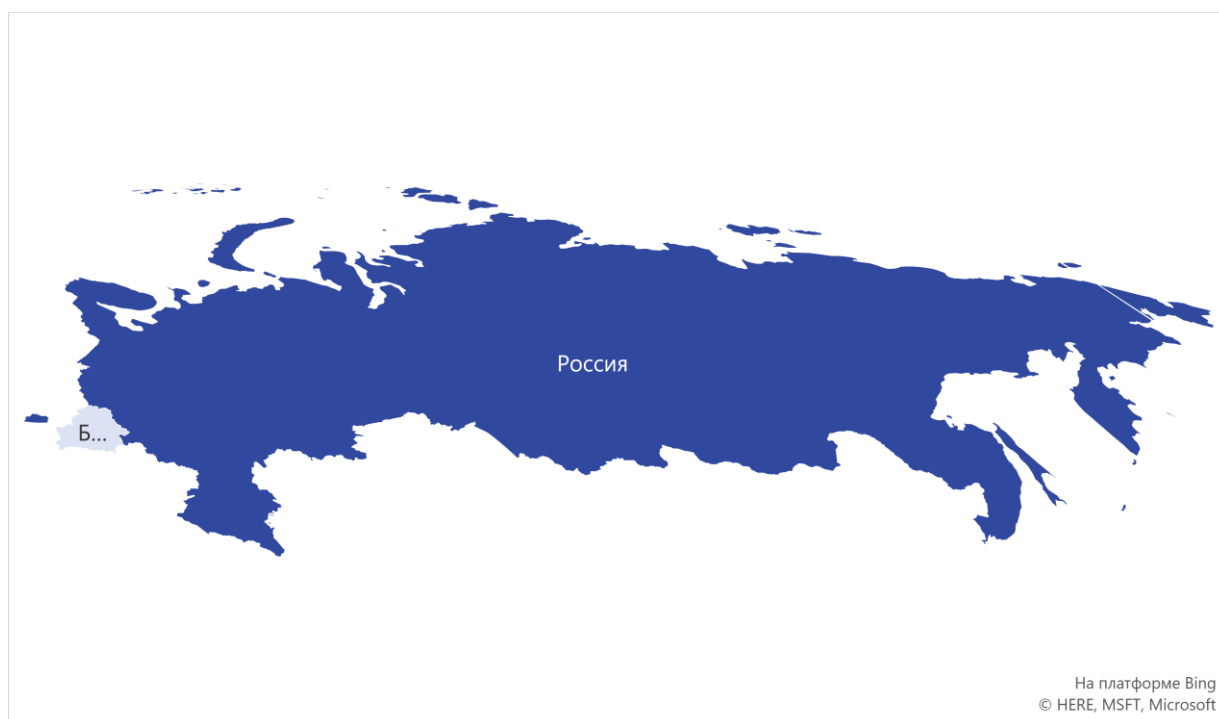 Россия
Б...
На платформе Bing
© HERE, MSFT, Microsoft